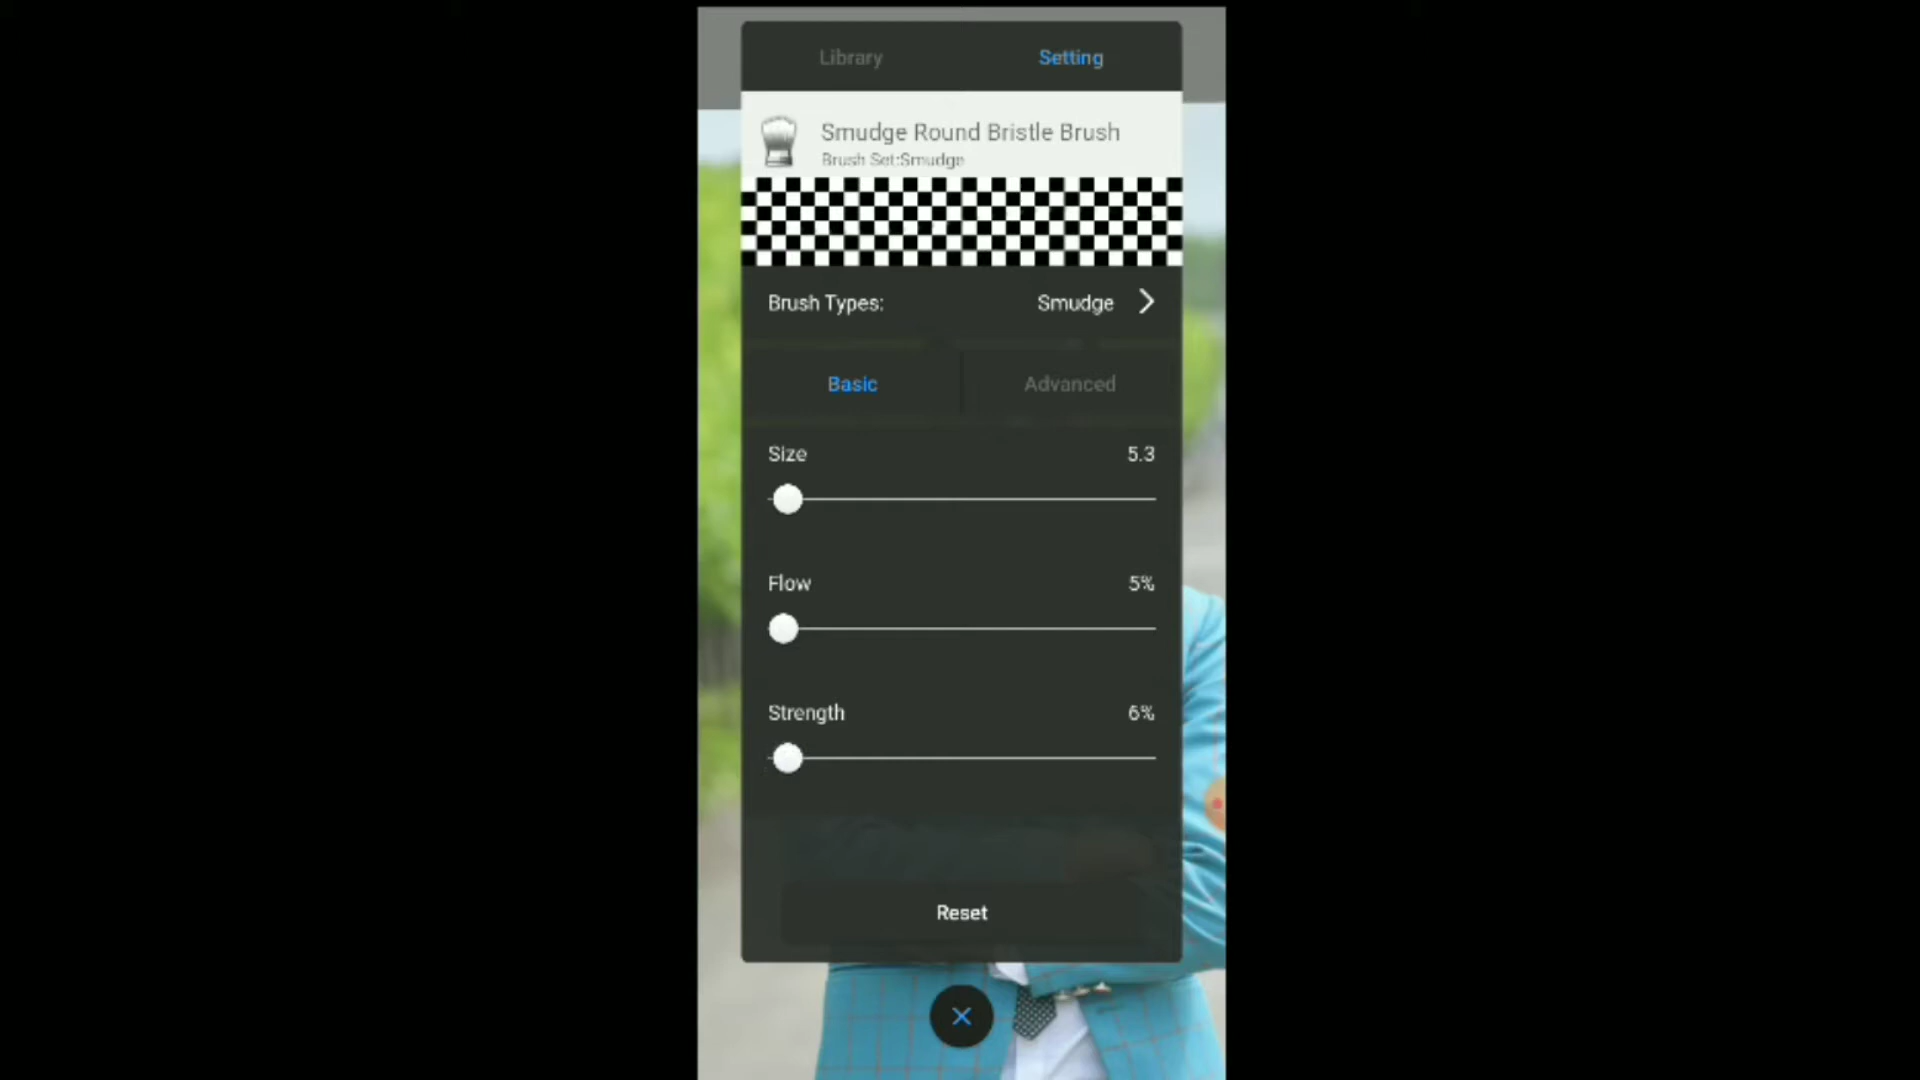 Library
Setting
Smudge Round Bristle Brush
Brush Set:Smudge
Brush Types:
Smudge
Basic
Advanced
Size
5.3
Flow
5%
Strength
6%
Reset